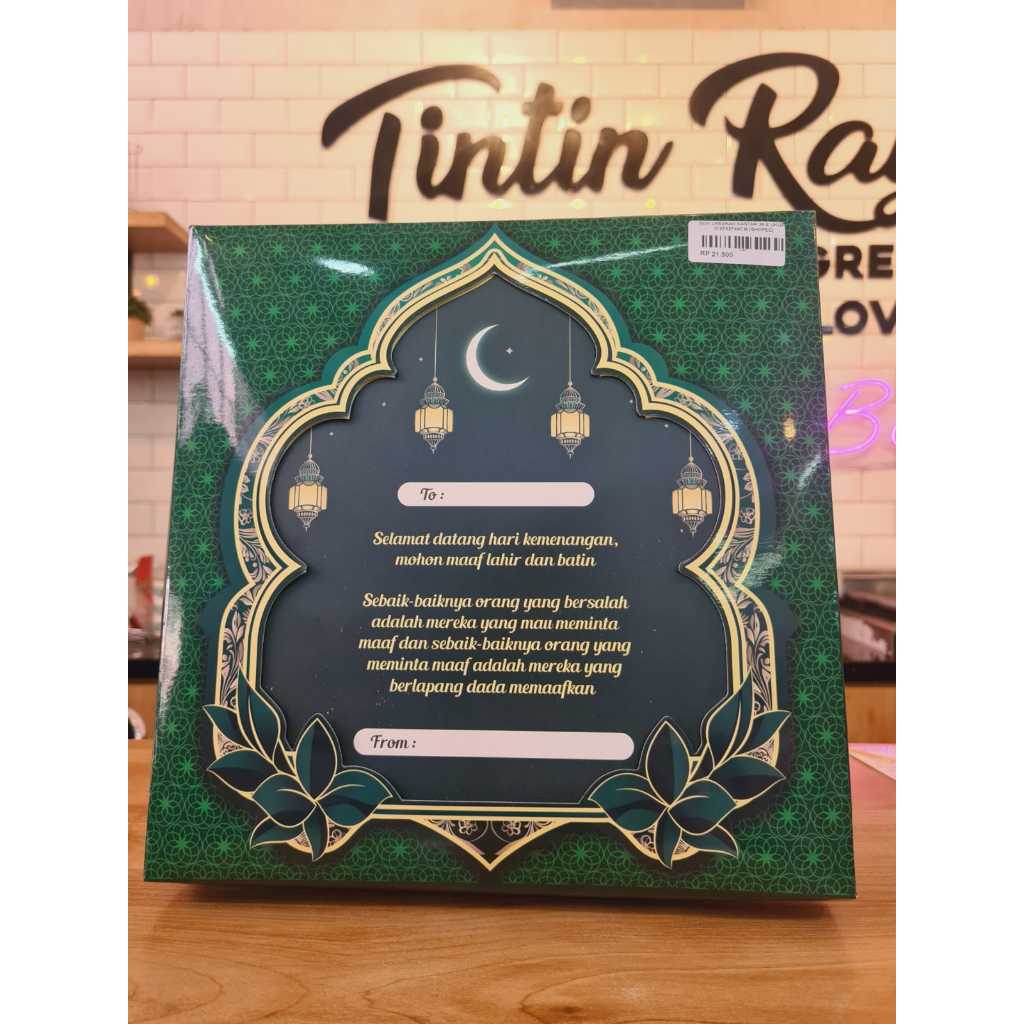 Tintin Ra
GRE
LOV
B
RP 21.500
To :
Selamat datang hari kemenangan,
mohon maaf lahir dan batin
Sebaik-baiknya orang yang bersalah
adalah mereka yang mau meminta
maaf dan sebaik-baiknya orang yang
meminta maaf adalah mereka yang
berlapang dada memaafkan
From :